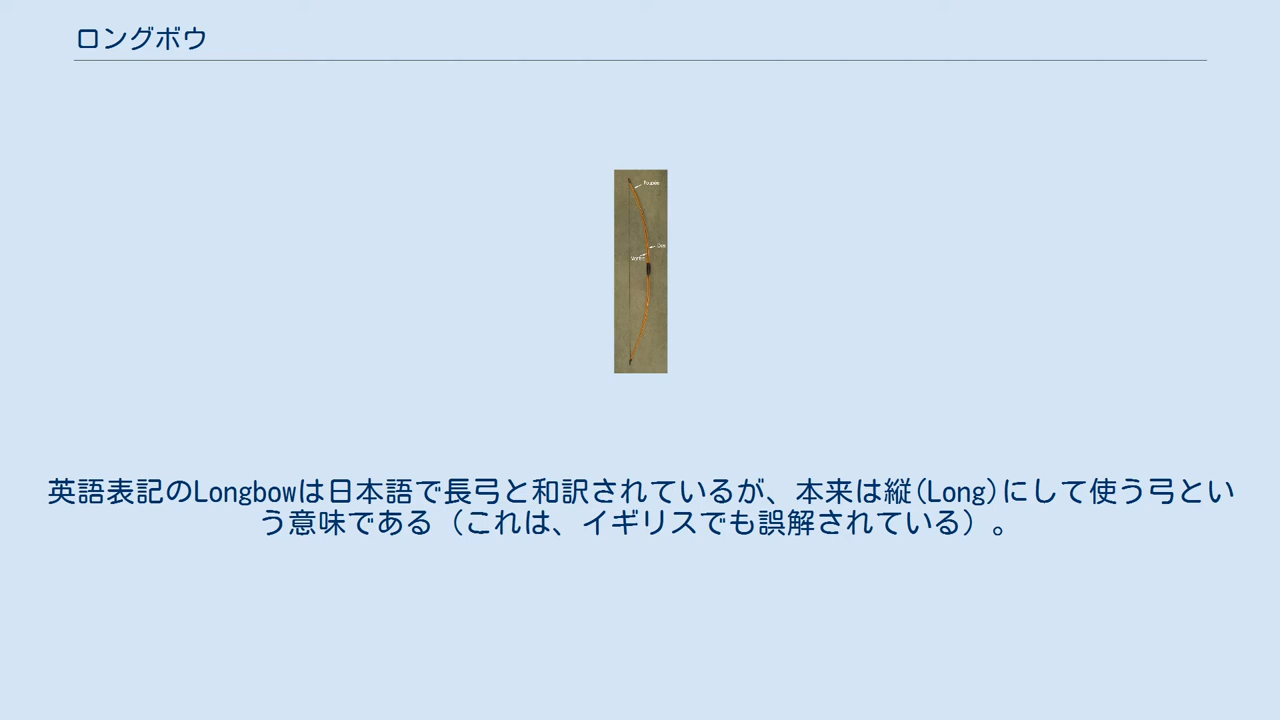 ロングボウ
Poupée
Dos
Ventre
英語表記のLongbowは日本語で長弓と和訳されているが、本来は縦(Long)にして使う弓とい
う意味である（これは、イギリスでも誤解されている）。